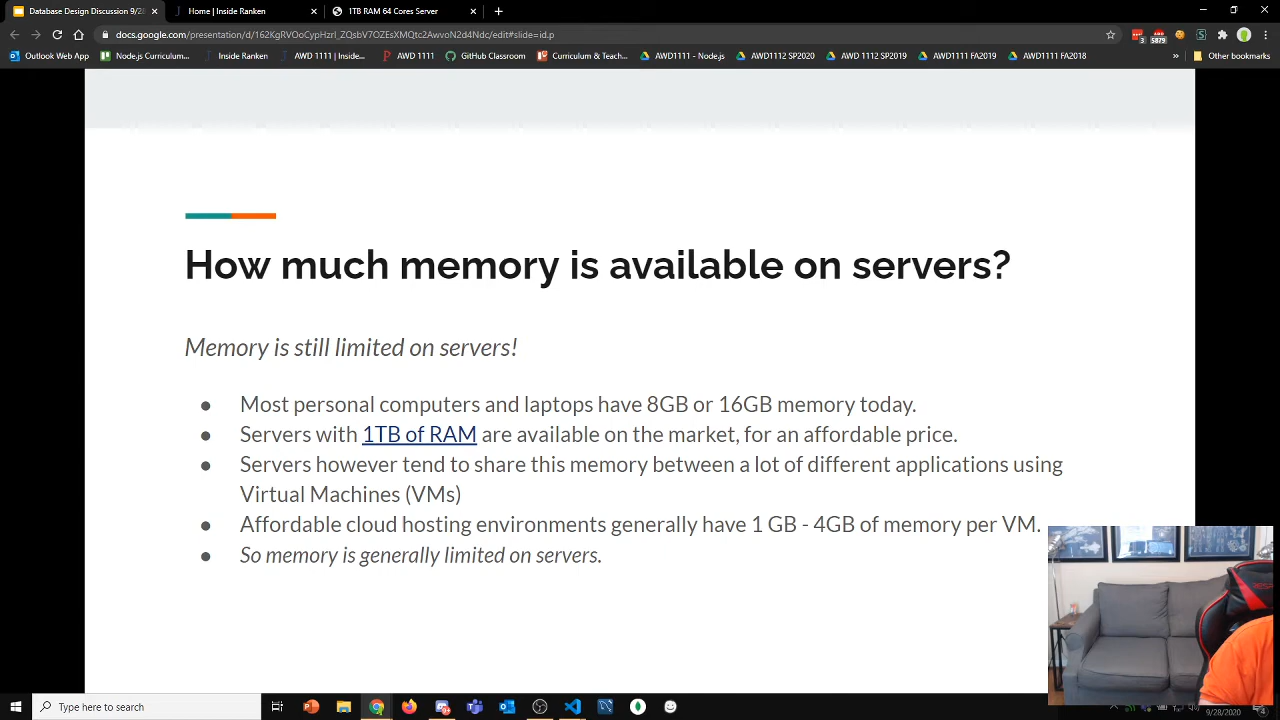 Database Design Discussion 9/28
Home | Inside Ranken
1TB RAM 64 Cores Server
docs.google.com/presentation/d/162KgRVOoCypHzrI_ZQsbV7OZEsXMQtc2AwvoN2d4Ndc/edit#slide=id.p
3
5879
Outlook Web App
Node.js Curriculum...
Inside Ranken
AWD 1111 | Inside...
AWD 1111
GitHub Classroom
Curriculum & Teach...
AWD1111 - Node.js
AWD1112 SP2020
AWD 1112 SP2019
AWD1111 FA2019
AWD1111 FA2018
»
Other bookmarks
How much memory is available on servers?
Memory is still limited on servers!
● Most personal computers and laptops have 8GB or 16GB memory today.
● Servers with 1TB of RAM are available on the market, for an affordable price.
● Servers however tend to share this memory between a lot of different applications using
Virtual Machines (VMs)
● Affordable cloud hosting environments generally have 1 GB - 4GB of memory per VM.
● So memory is generally limited on servers.
Type here to search
9/28/2020